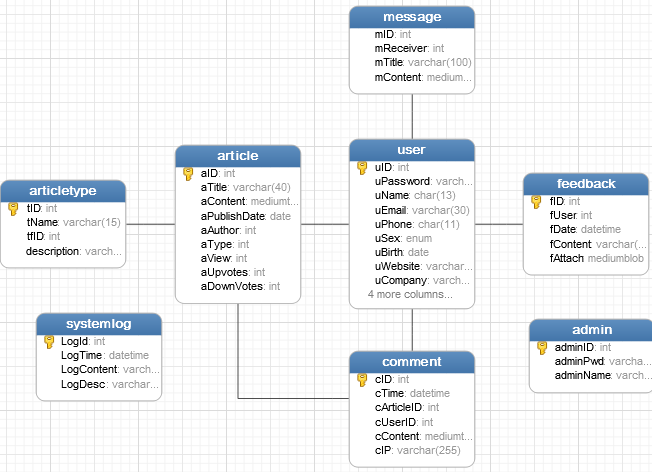 message
mID: int
mReceiver: int
mTitle: varchar(100)
mContent: medium...
article
aID: int
aTitle: varchar(40)
aContent: mediumt...
aPublishDate: date
aAuthor: int
aType: int
aView: int
aUpvotes: int
aDownVotes: int
user
uID: int
uPassword: varch...
uName: char(13)
uEmail: varchar(30)
uPhone: char(11)
uSex: enum
uBirth: date
uWebsite: varchar...
uCompany: varch...
4 more columns...
articletype
tID: int
tName: varchar(15)
tfID: int
description: varch...
feedback
fID: int
fUser: int
fDate: datetime
fContent: varchar(...
fAttach mediumblob
systemlog
LogId: int
LogTime: datetime
LogContent: varch...
LogDesc: varchar...
admin
adminID: int
adminPwd: varcha...
adminName: varch...
comment
cID: int
cTime: datetime
cArticleID: int
cUserID: int
cContent: mediumt...
cIP: varchar(255)